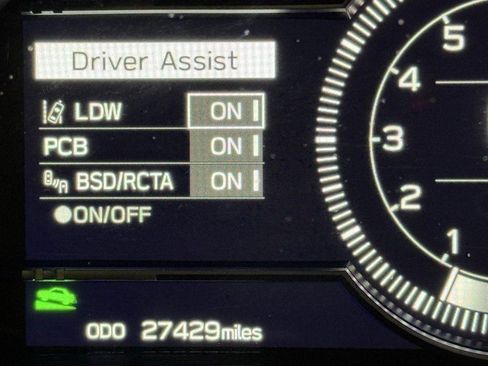 Driver Assist
LDW ON
PCB ON
BSD/RCTA ON
ON/OFF
5
4
3
2
1
ODO 27429miles